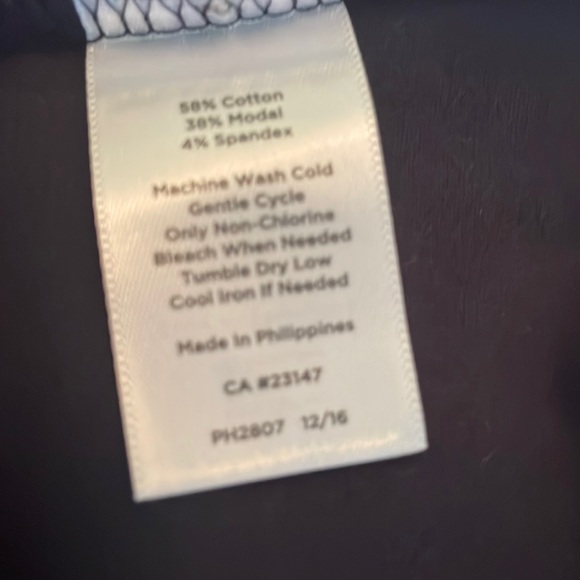 58% Cotton
38% Modal
4% Spandex
Machine Wash Cold
Gentle Cycle
Only Non-Chlorine
Bleach When Needed
Tumble Dry Low
Cool Iron If Needed
Made In Philippines
CA #23147
PH2807 12/16